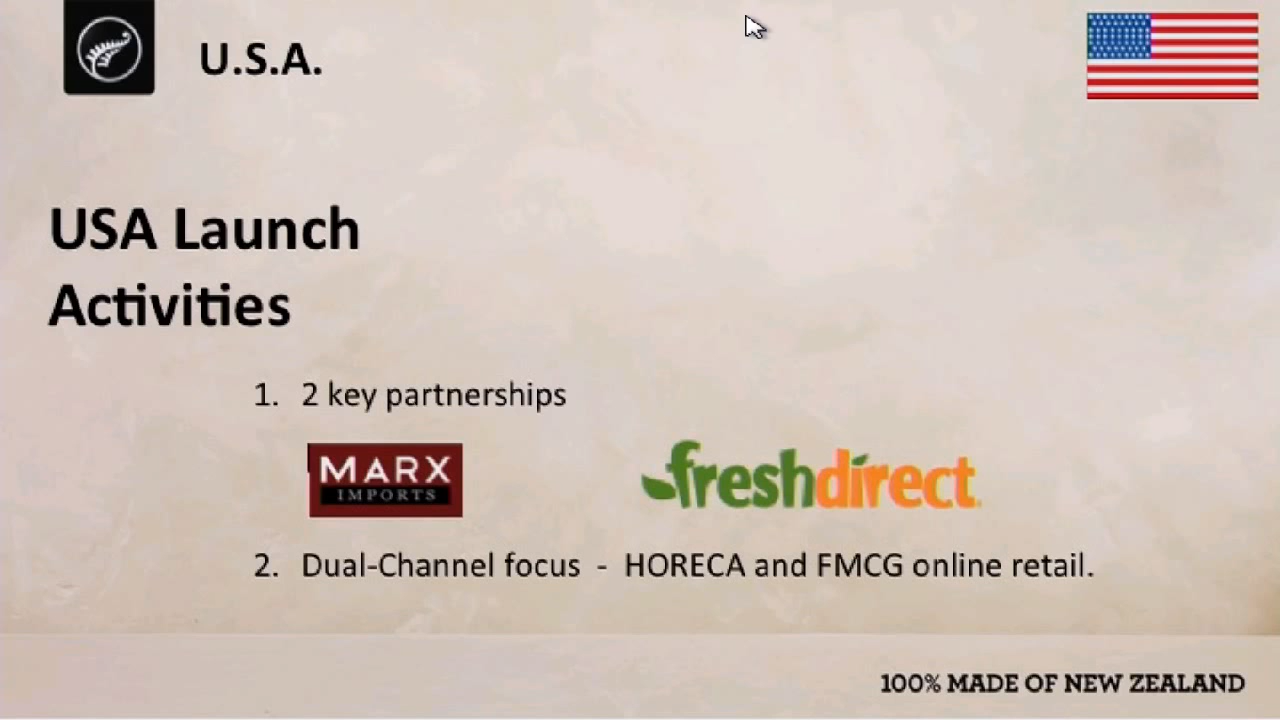 U.S.A.
USA Launch
Activities
1. 2 key partnerships
MARX
IMPORTS
freshdirect
2. Dual-Channel focus - HORECA and FMCG online retail.
100% MADE OF NEW ZEALAND